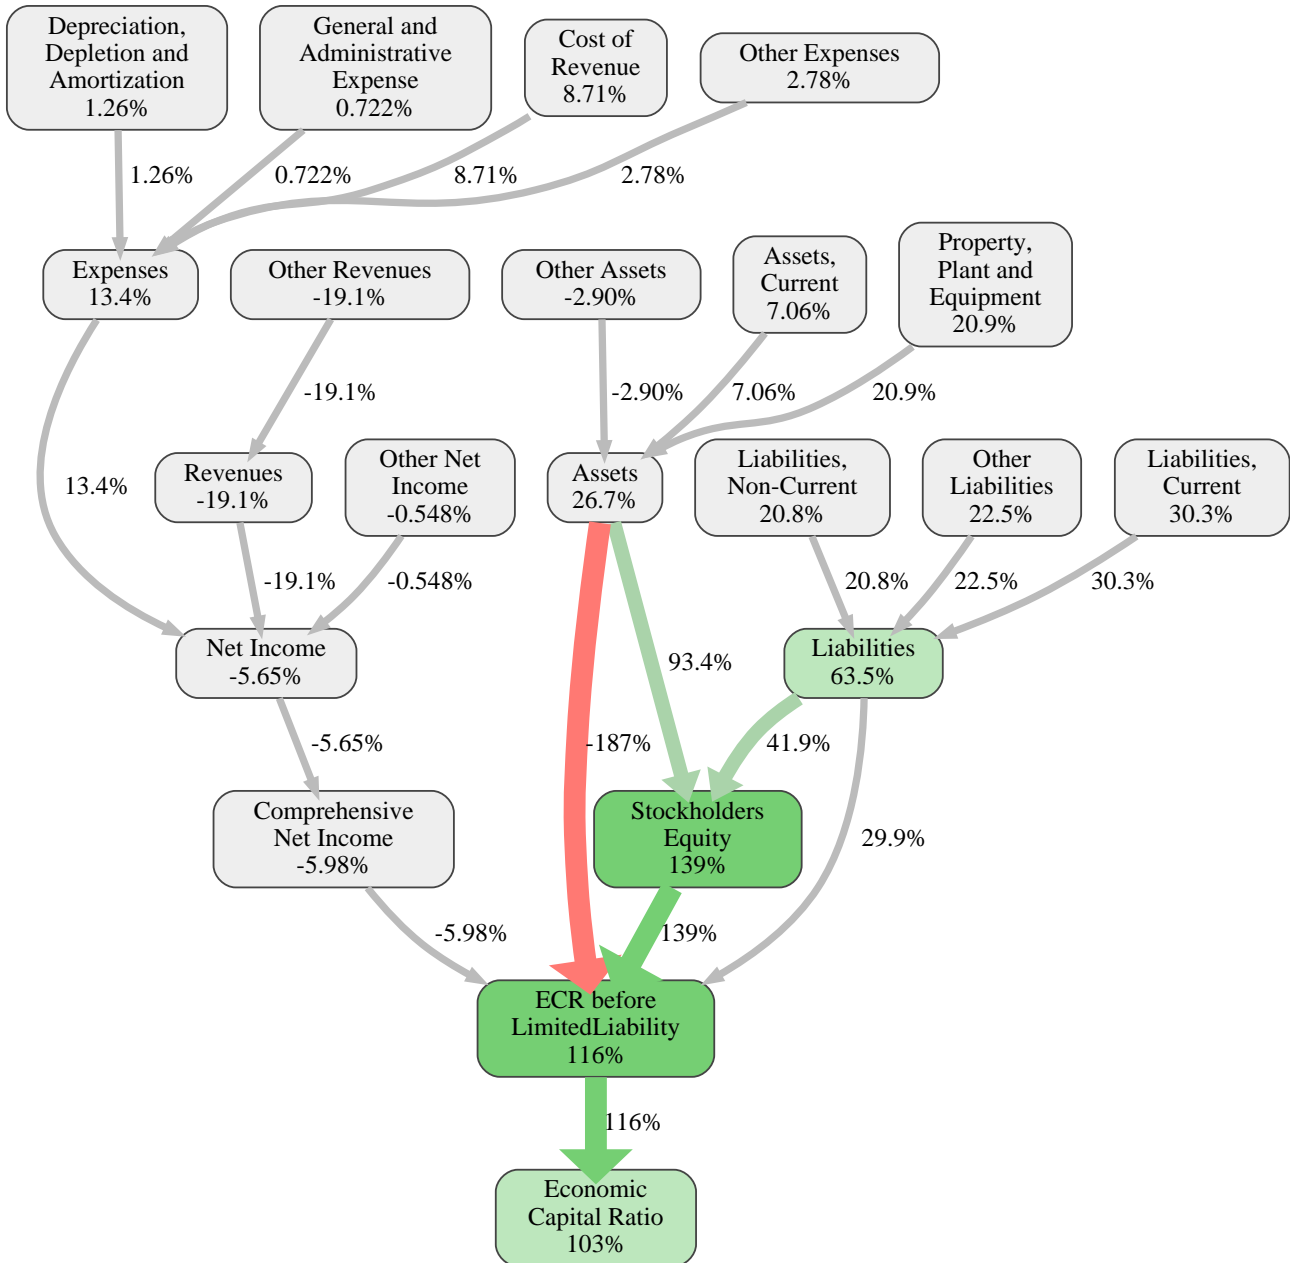 Depreciation,
Depletion and
Amortization
1.26%
General and
Administrative
Expense
0.722%
Cost of
Revenue
8.71%
Other Expenses
2.78%
1.26%
0.722%
8.71%
2.78%
Expenses
13.4%
Other Revenues
-19.1%
Other Assets
-2.90%
Assets,
Current
7.06%
Property,
Plant and
Equipment
20.9%
-19.1%
-2.90%
7.06%
20.9%
13.4%
Revenues
-19.1%
Other Net
Income
-0.548%
Assets
26.7%
Liabilities,
Non-Current
20.8%
Other
Liabilities
22.5%
Liabilities,
Current
30.3%
-19.1%
-0.548%
20.8%
22.5%
30.3%
Net Income
-5.65%
93.4%
Liabilities
63.5%
-5.65%
-187%
41.9%
Comprehensive
Net Income
-5.98%
Stockholders
Equity
139%
29.9%
-5.98%
139%
ECR before
LimitedLiability
116%
116%
Economic
Capital Ratio
103%